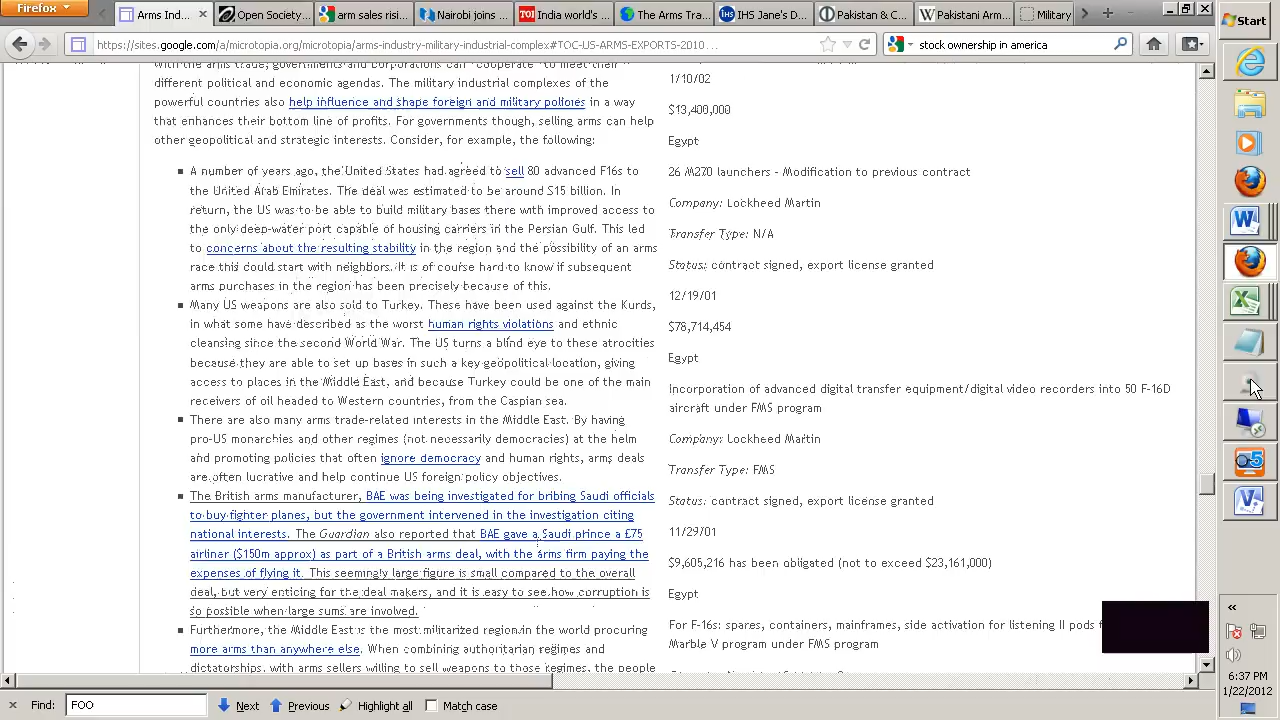 Firefox
Arms Ind...
Open Society...
arm sales risi...
Nairobi joins ...
TOI
India world's ...
The Arms Tra...
IHS
IHS Jane's D...
Pakistan & C...
Pakistani Arm...
Military
Start
https://sites.google.com/a/microtopia.org/microtopia/arms-industry-military-industrial-complex#TOC-US-ARMS-EXPORTS-2010...
stock ownership in america
with the arms trade, governments and corporations can "cooperate" to meet their
different political and economic agendas. The military industrial complexes of the
powerful countries also help influence and shape foreign and military policies in a way
that enhances their bottom line of profits. For governments though, selling arms can help
other geopolitical and strategic interests. Consider, for example, the following:
A number of years ago, the United States had agreed to sell 80 advanced F16s to
the United Arab Emirates. The deal was estimated to be around $15 billion. In
return, the US was to be able to build military bases there with improved access to
the only deep-water port capable of housing carriers in the Persian Gulf. This led
to concerns about the resulting stability in the region and the possibility of an arms
race this could start with neighbors. It is of course hard to know if subsequent
arms purchases in the region has been precisely because of this.
Many US weapons are also sold to Turkey. These have been used against the Kurds,
in what some have described as the worst human rights violations and ethnic
cleansing since the second World War. The US turns a blind eye to these atrocities
because they are able to set up bases in such a key geopolitical location, giving
access to places in the Middle East, and because Turkey could be one of the main
receivers of oil headed to Western countries, from the Caspian sea.
There are also many arms trade-related interests in the Middle East. By having
pro-US monarchies and other regimes (not necessarily democracies) at the helm
and promoting policies that often ignore democracy and human rights, arms deals
are often lucrative and help continue US foreign policy objectives.
The British arms manufacturer, BAE was being investigated for bribing Saudi officials
to buy fighter planes, but the government intervened in the investigation citing
national interests. The Guardian also reported that BAE gave a Saudi prince a £75
airliner ($150m approx) as part of a British arms deal, with the arms firm paying the
expenses of flying it. This seemingly large figure is small compared to the overall
deal, but very enticing for the deal makers, and it is easy to see how corruption is
so possible when large sums are involved.
Furthermore, the Middle East is the most militarized region in the world procuring
more arms than anywhere else. When combining authoritarian regimes and
dictatorships, with arms sellers willing to sell weapons to those regimes, the people
1/10/02
$13,400,000
Egypt
26 M270 launchers - Modification to previous contract
Company: Lockheed Martin
Transfer Type: N/A
Status: contract signed, export license granted
12/19/01
$78,714,454
Egypt
Incorporation of advanced digital transfer equipment/digital video recorders into 50 F-16D
aircraft under FMS program
Company: Lockheed Martin
Transfer Type: FMS
Status: contract signed, export license granted
11/29/01
$9,605,216 has been obligated (not to exceed $23,161,000)
Egypt
For F-16s: spares, containers, mainframes, side activation for listening II pods
Marble V program under FMS program
6:37 PM
1/22/2012
Find: FOO Next Previous Highlight all Match case